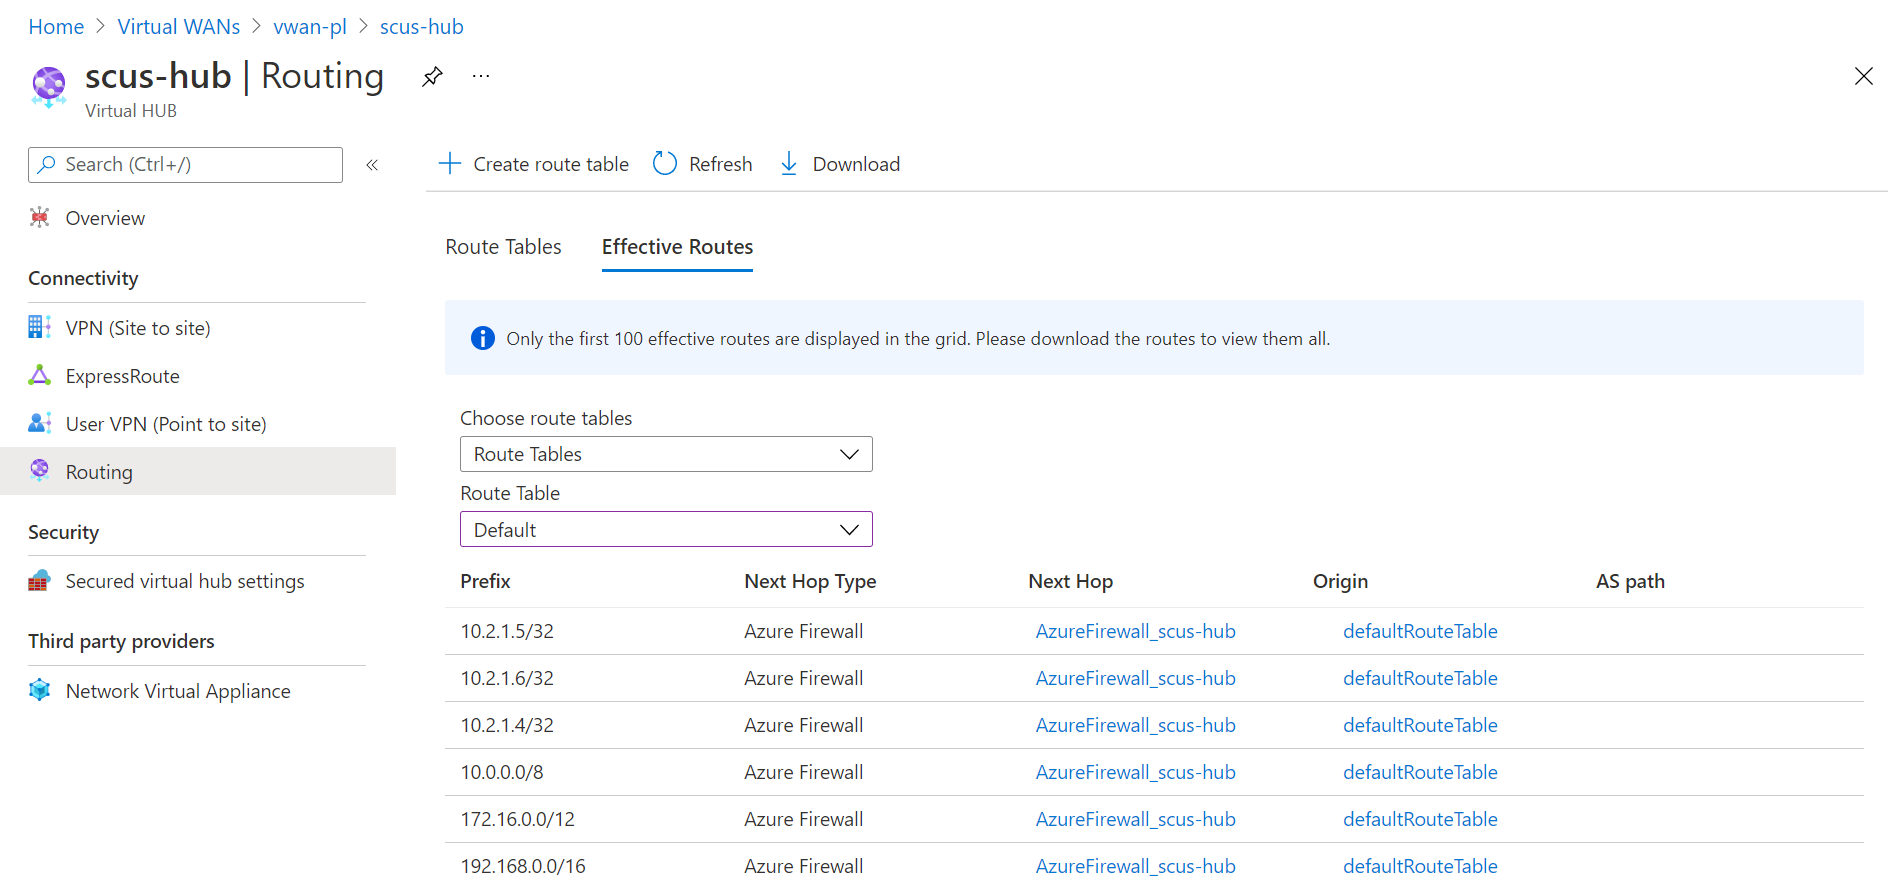 Home > Virtual WANs > vwan-pl > scus-hub
scus-hub | Routing ...
Virtual HUB
Search (Ctrl+/) «
Overview
Connectivity
VPN (Site to site)
ExpressRoute
User VPN (Point to site)
Routing
Security
Secured virtual hub settings
Third party providers
Network Virtual Appliance
+ Create route table Refresh Download
Route Tables Effective Routes
Only the first 100 effective routes are displayed in the grid. Please download the routes to view them all.
Choose route tables
Route Tables
Route Table
Default
Prefix Next Hop Type Next Hop Origin AS path
10.2.1.5/32 Azure Firewall AzureFirewall_scus-hub defaultRouteTable
10.2.1.6/32 Azure Firewall AzureFirewall_scus-hub defaultRouteTable
10.2.1.4/32 Azure Firewall AzureFirewall_scus-hub defaultRouteTable
10.0.0.0/8 Azure Firewall AzureFirewall_scus-hub defaultRouteTable
172.16.0.0/12 Azure Firewall AzureFirewall_scus-hub defaultRouteTable
192.168.0.0/16 Azure Firewall AzureFirewall_scus-hub defaultRouteTable